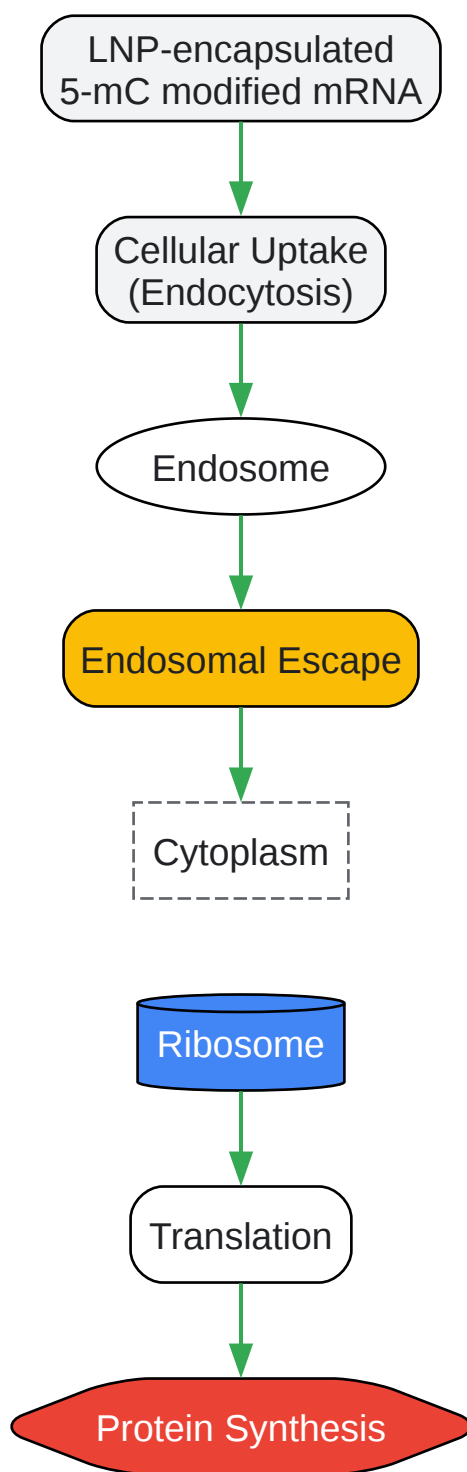 LNP-encapsulated
5-mC modified mRNA
Cellular Uptake
(Endocytosis)
Endosome
Endosomal Escape
Cytoplasm
Ribosome
Translation
Protein Synthesis